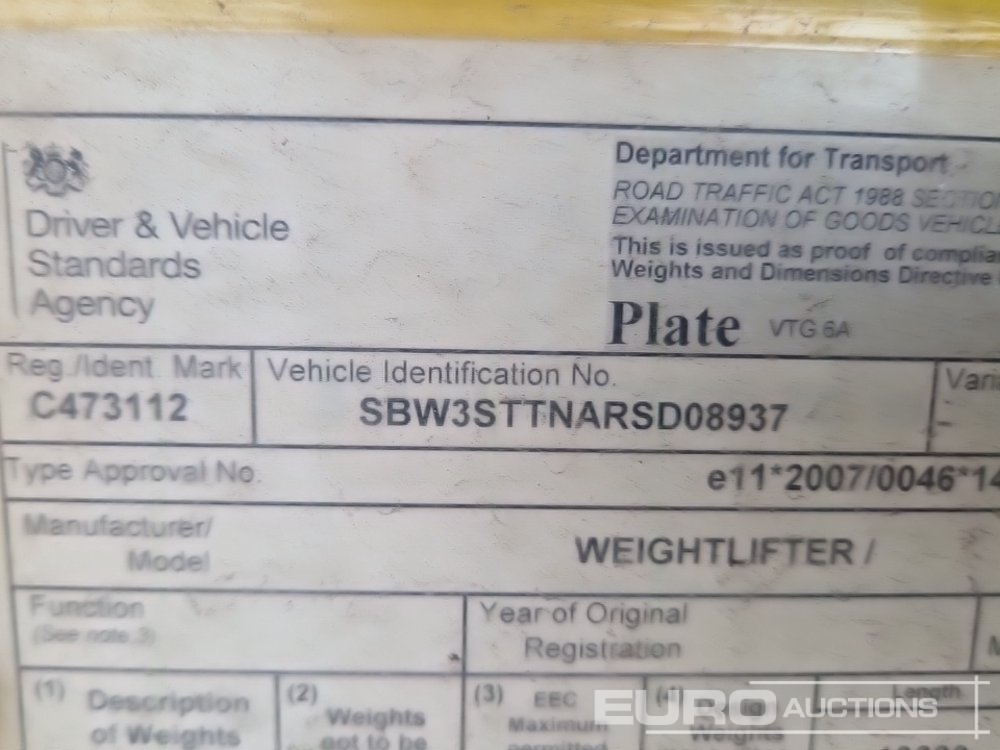 Driver & Vehicle
Standards
Agency
Department for Transport
ROAD TRAFFIC ACT 1988
EXAMINATION OF GOODS
This is issued as proof of
Weights and Dimensions Directive
Plate VTG 6A
Reg./Ident. Mark
C473112
Vehicle Identification No.
SBW3STTNARSD08937
Type Approval No.
e11*2007/0046*14
Manufacturer/
Model
WEIGHTLIFTER /
Function
(See note 3)
Year of Original
Registration
(1) Description
of Weights
(2) Weights
not to be
(3) EEC
Maximum
permitted
(4)
Weights
Length
EURO AUCTIONS